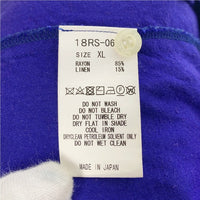 18RS-06
SIZE XL
RAYON 85%
LINEN 15%
DO NOT WASH
DO NOT BLEACH
DO NOT TUMBLE DRY
DRY FLAT IN SHADE
COOL IRON
DRYCLEAN PETROLEUM SOLVENT ONLY
DO NOT WET CLEAN
MADE IN JAPAN